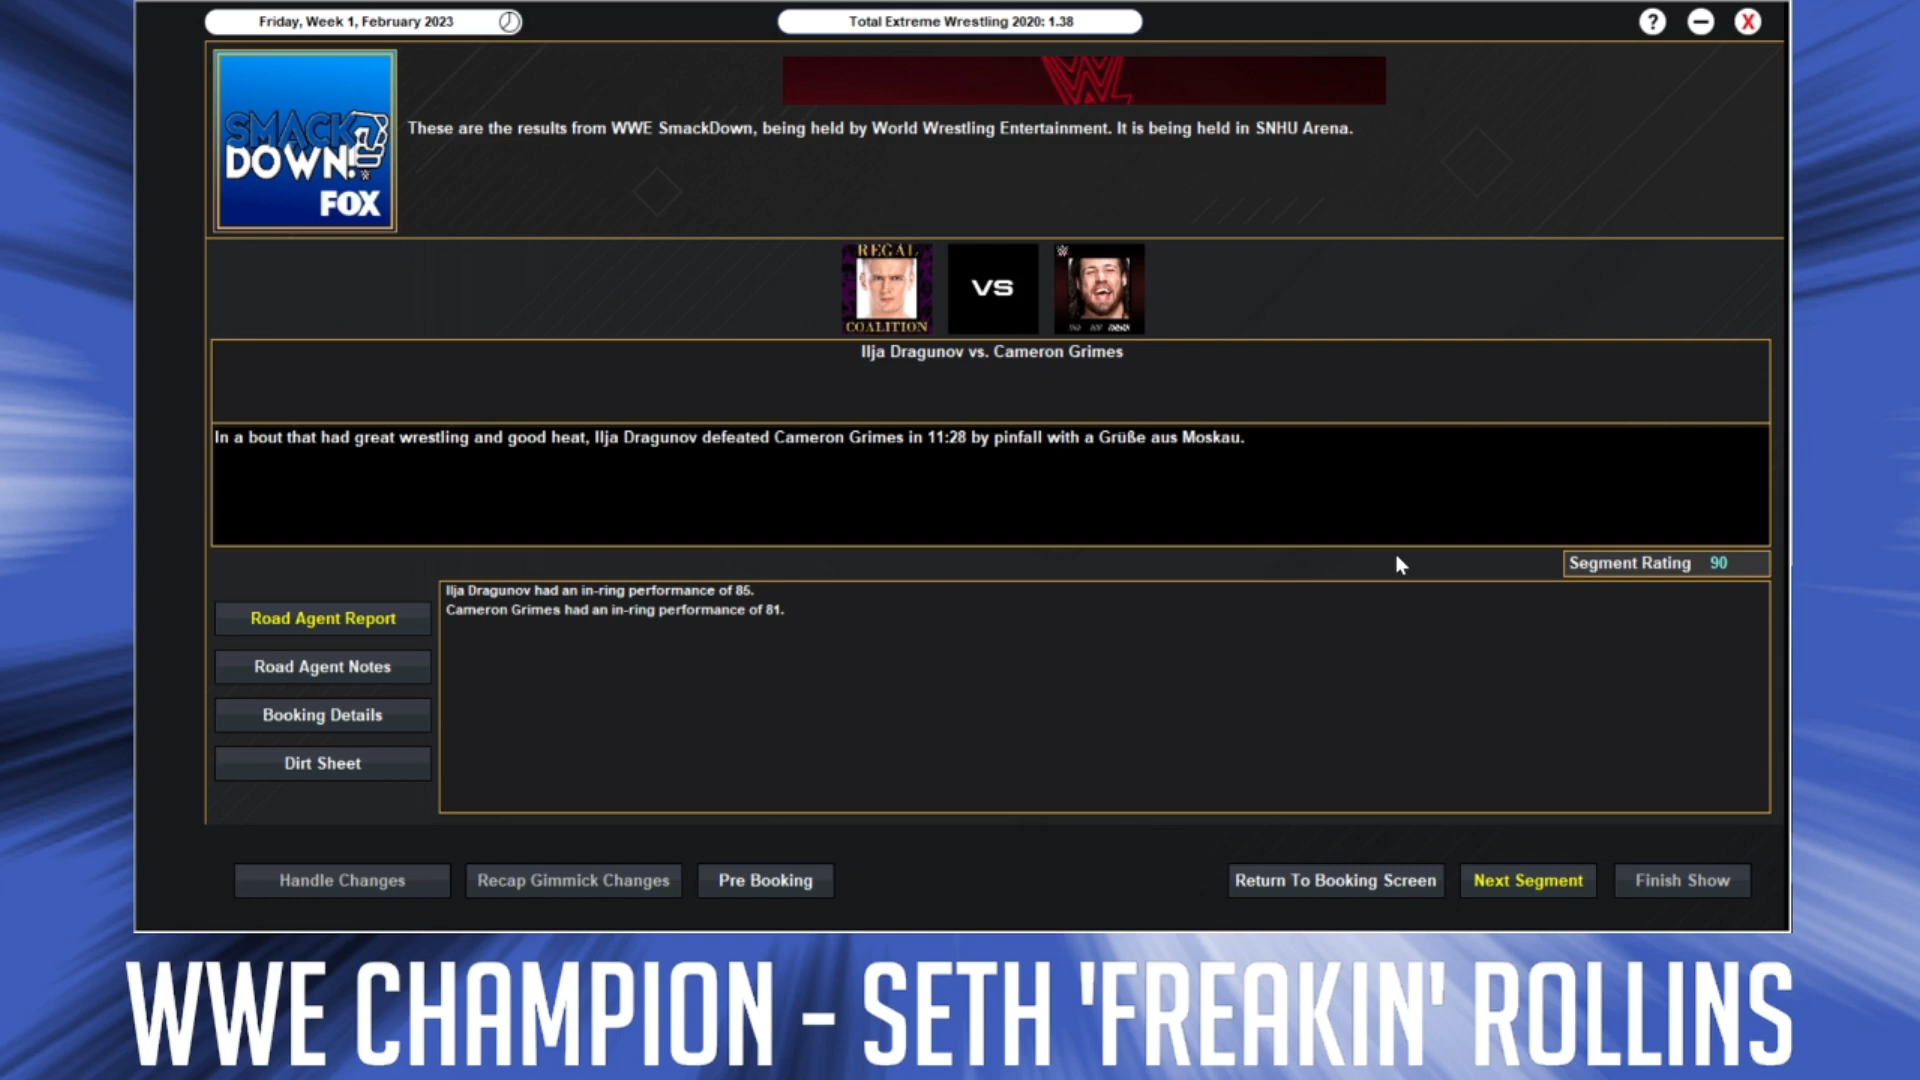 Friday, Week 1, February 2023
Total Extreme Wrestling 2020: 1.38
?
X
SMACK
DOWN!
FOX
These are the results from WWE SmackDown, being held by World Wrestling Entertainment. It is being held in SNHU Arena.
REGAL
COALITION
VS
Ilja Dragunov vs. Cameron Grimes
In a bout that had great wrestling and good heat, Ilja Dragunov defeated Cameron Grimes in 11:28 by pinfall with a Grüße aus Moskau.
Segment Rating 90
Ilja Dragunov had an in-ring performance of 85.
Cameron Grimes had an in-ring performance of 81.
Road Agent Report
Road Agent Notes
Booking Details
Dirt Sheet
Handle Changes
Recap Gimmick Changes
Pre Booking
Return To Booking Screen
Next Segment
Finish Show
WWE CHAMPION - SETH 'FREAKIN' ROLLINS